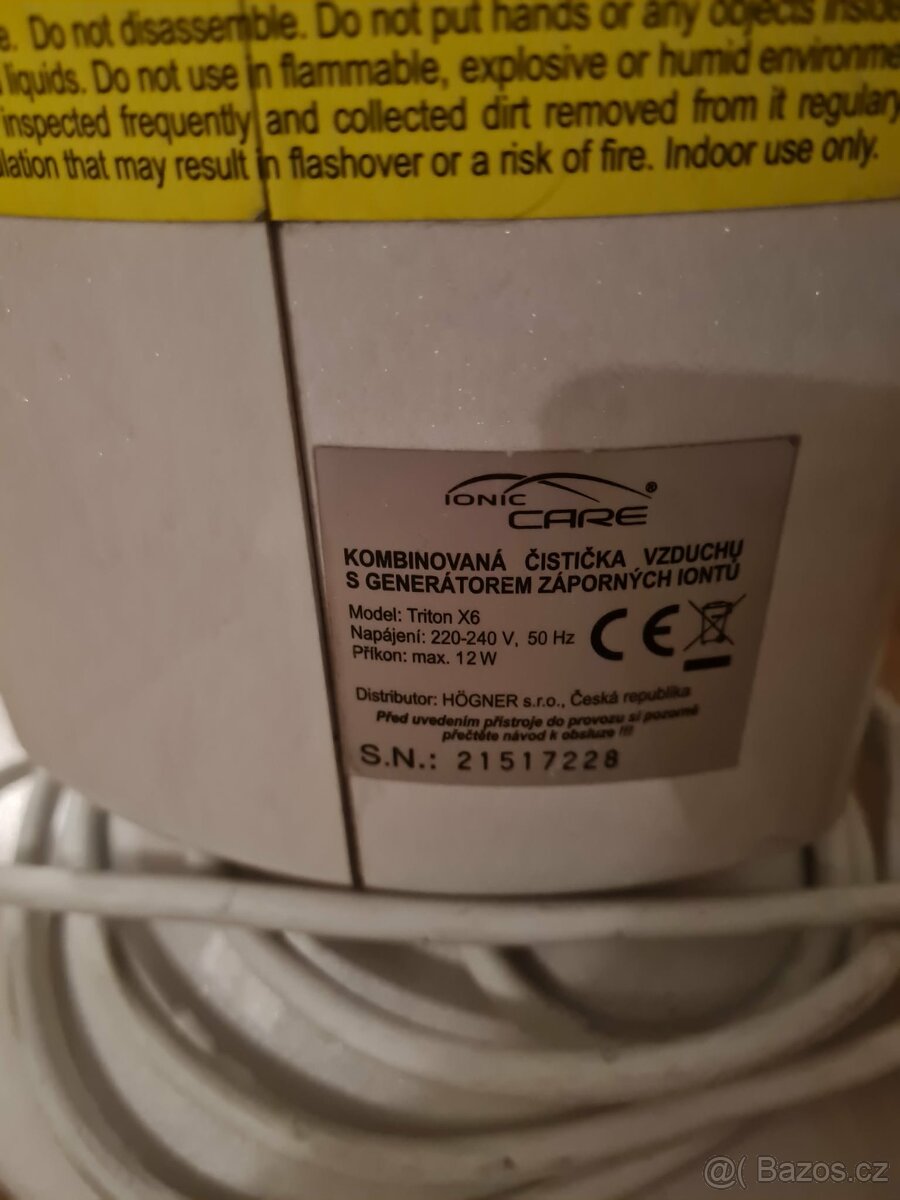 e. Do not disassemble. Do not put hands or any objects inside
liquids. Do not use in flammable, explosive or humid environme
inspected frequently and collected dirt removed from it regulary
ulation that may result in flashover or a risk of fire. Indoor use only.
IONIC ®
CARE
KOMBINOVANÁ ČISTIČKA VZDUCHU
S GENERÁTOREM ZÁPORNÝCH IONTŮ
Model: Triton X6
Napájení: 220-240 V, 50 Hz
CE
Příkon: max. 12 W
Distributor: HÖGNER s.r.o., Česká republika
Před uvedením přístroje do provozu si pozorně
přečtěte návod k obsluze !!!
S.N.: 21517228
@( Bazos.cz